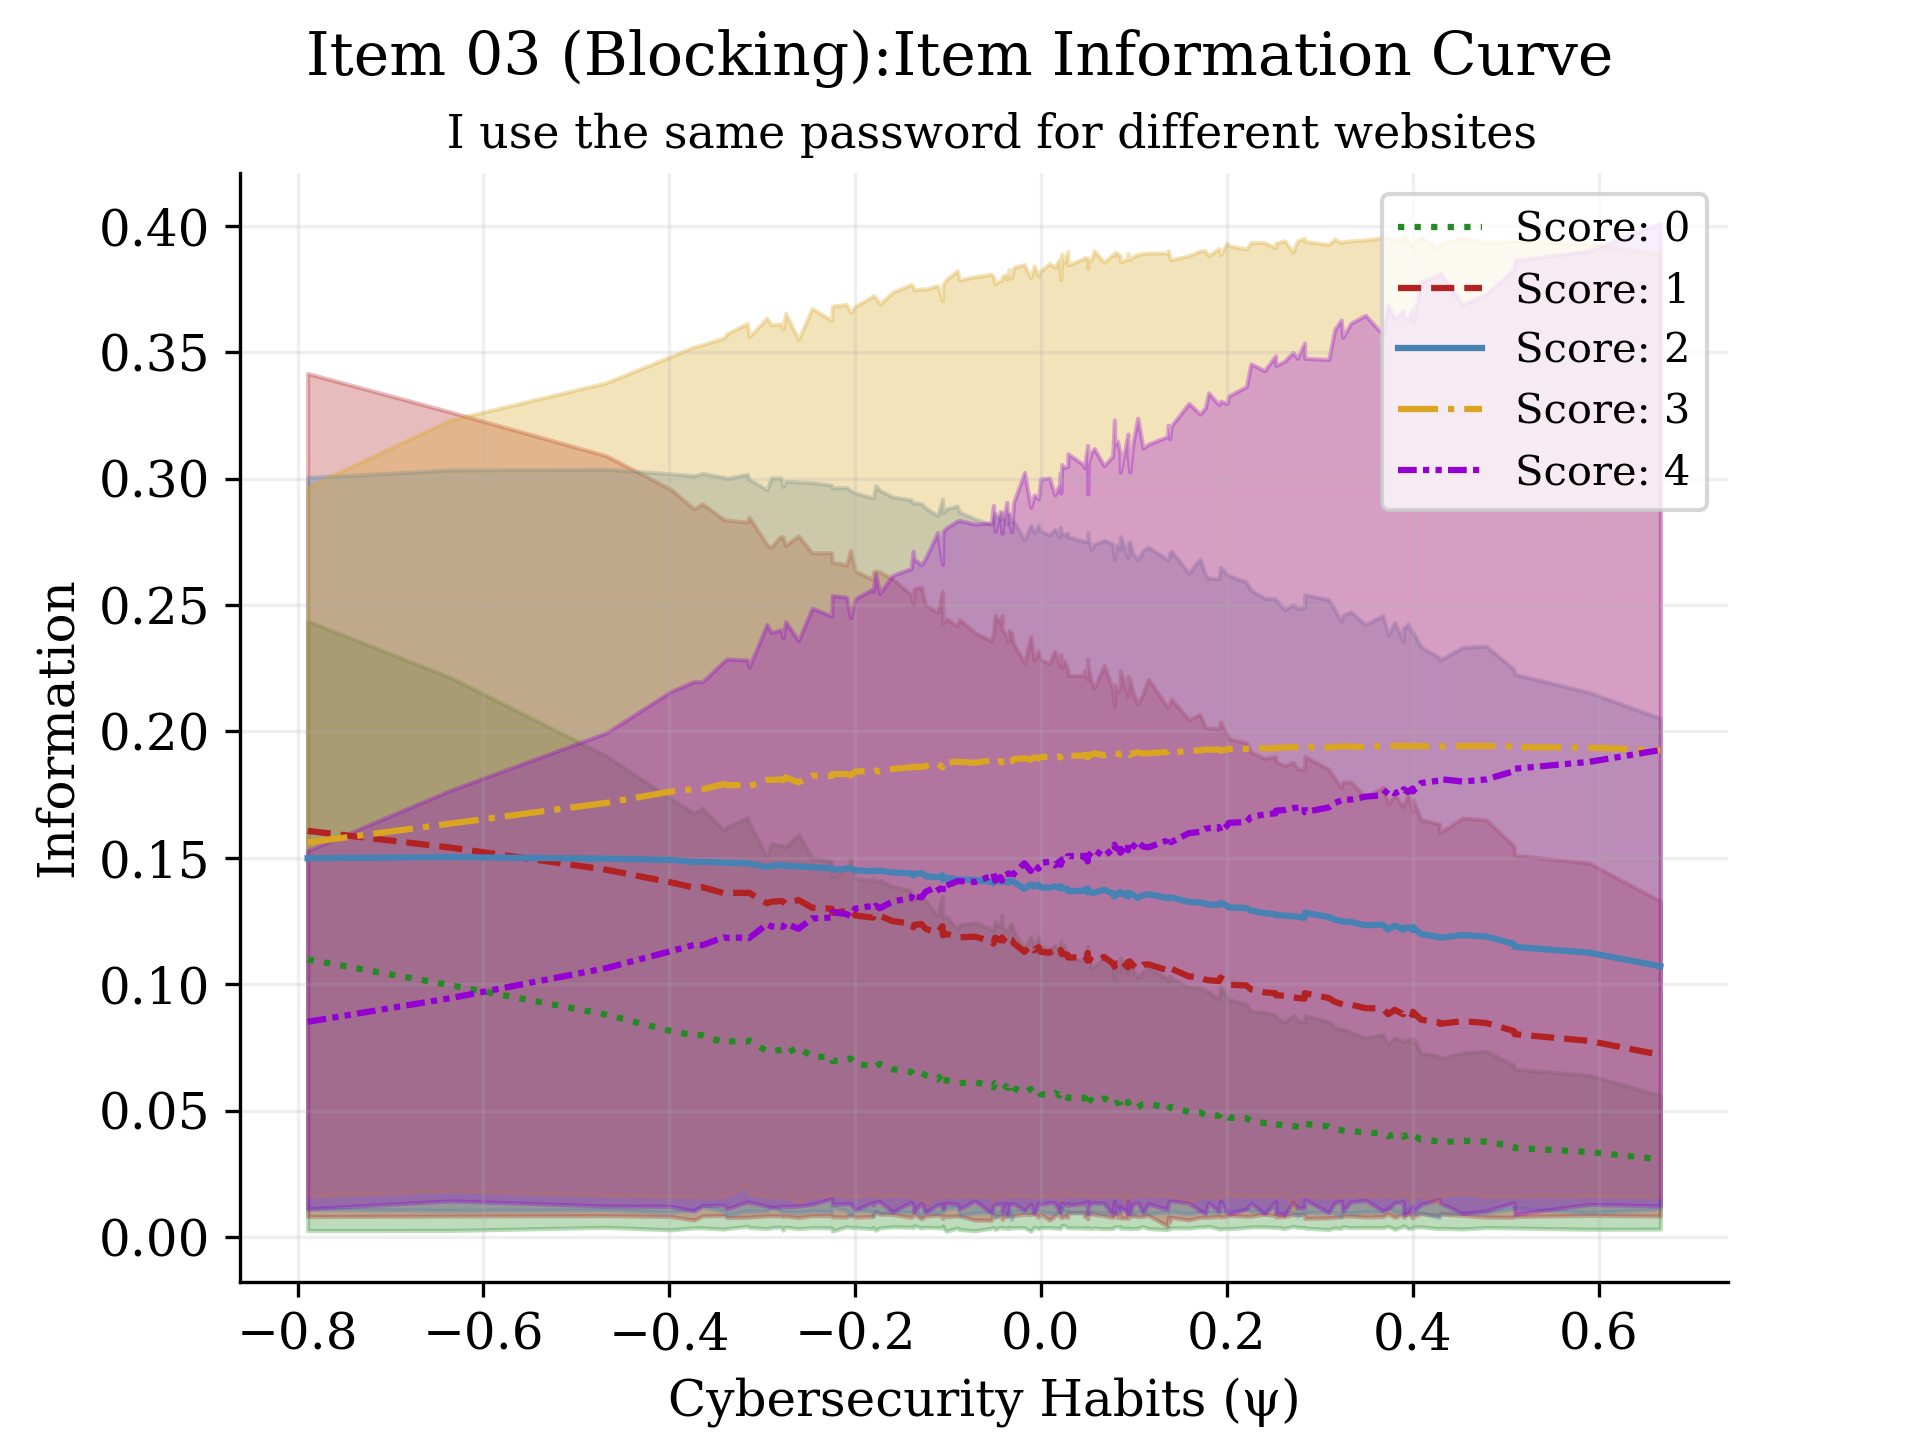 Item 03 (Blocking):Item Information Curve
I use the same password for different websites
Score: 0
Score: 1
Score: 2
Score: 3
Score: 4
Information
0.40
0.35
0.30
0.25
0.20
0.15
0.10
0.05
0.00
−0.8 −0.6 −0.4 −0.2 0.0 0.2 0.4 0.6
Cybersecurity Habits (ψ)